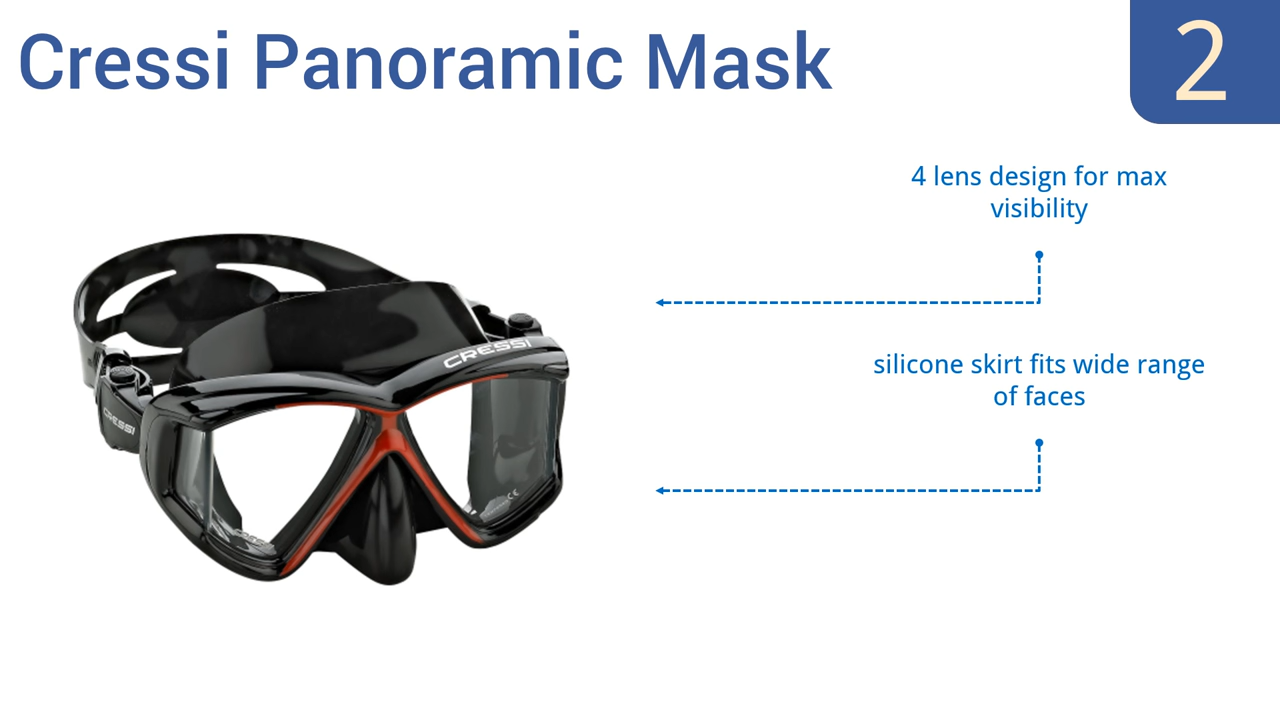 Cressi Panoramic Mask
2
4 lens design for max
visibility
silicone skirt fits wide range
of faces
CRESSI
CRESSI
CE